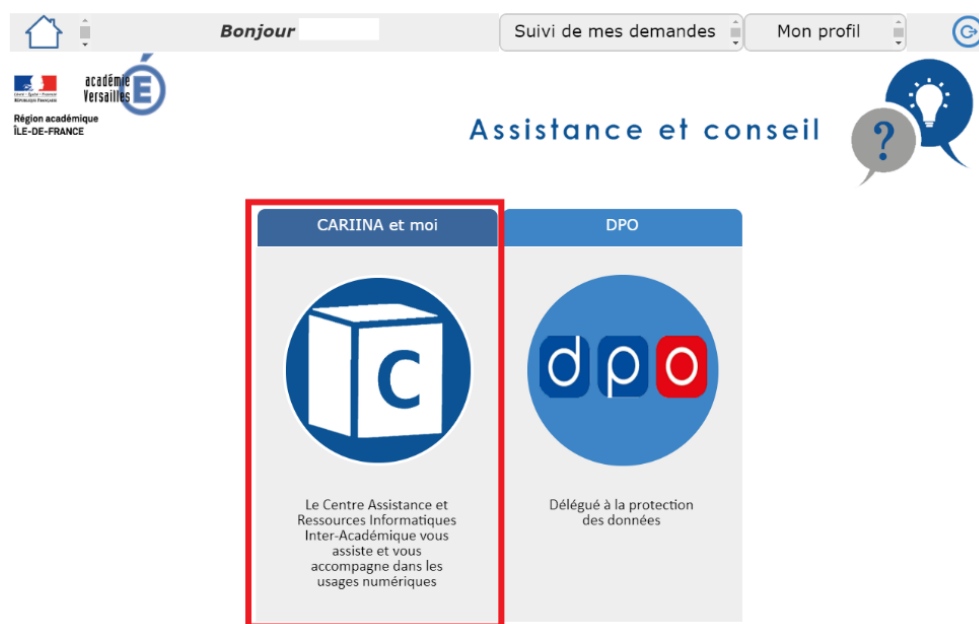 Bonjour
Suivi de mes demandes
Mon profil
académie
Versailles
É
Région académique
ÎLE-DE-FRANCE
Assistance et conseil
?
CARIINA et moi
DPO
C
dpo
Le Centre Assistance et
Ressources Informatiques
Inter-Académique vous
assiste et vous
accompagne dans les
usages numériques
Délégué à la protection
des données